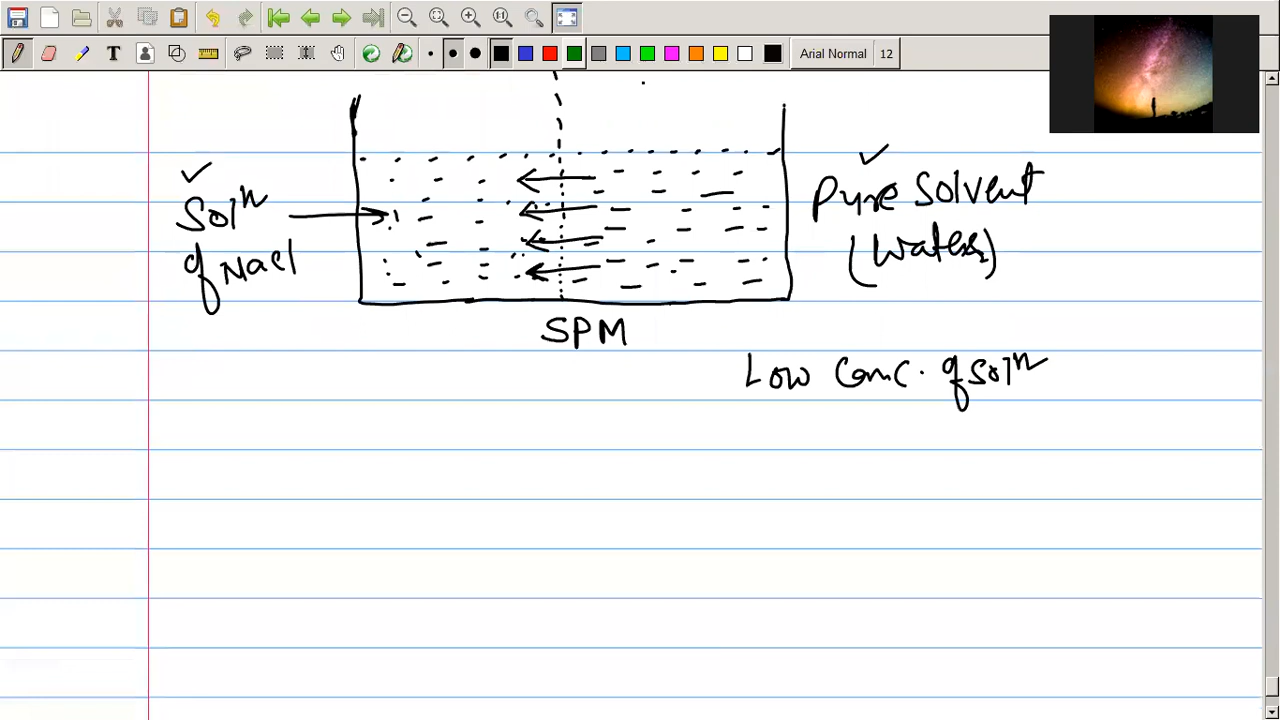 Arial Normal 12
Solⁿ
of Nacl
Pure Solvent
(Water)
SPM
Low Conc. of Solⁿ